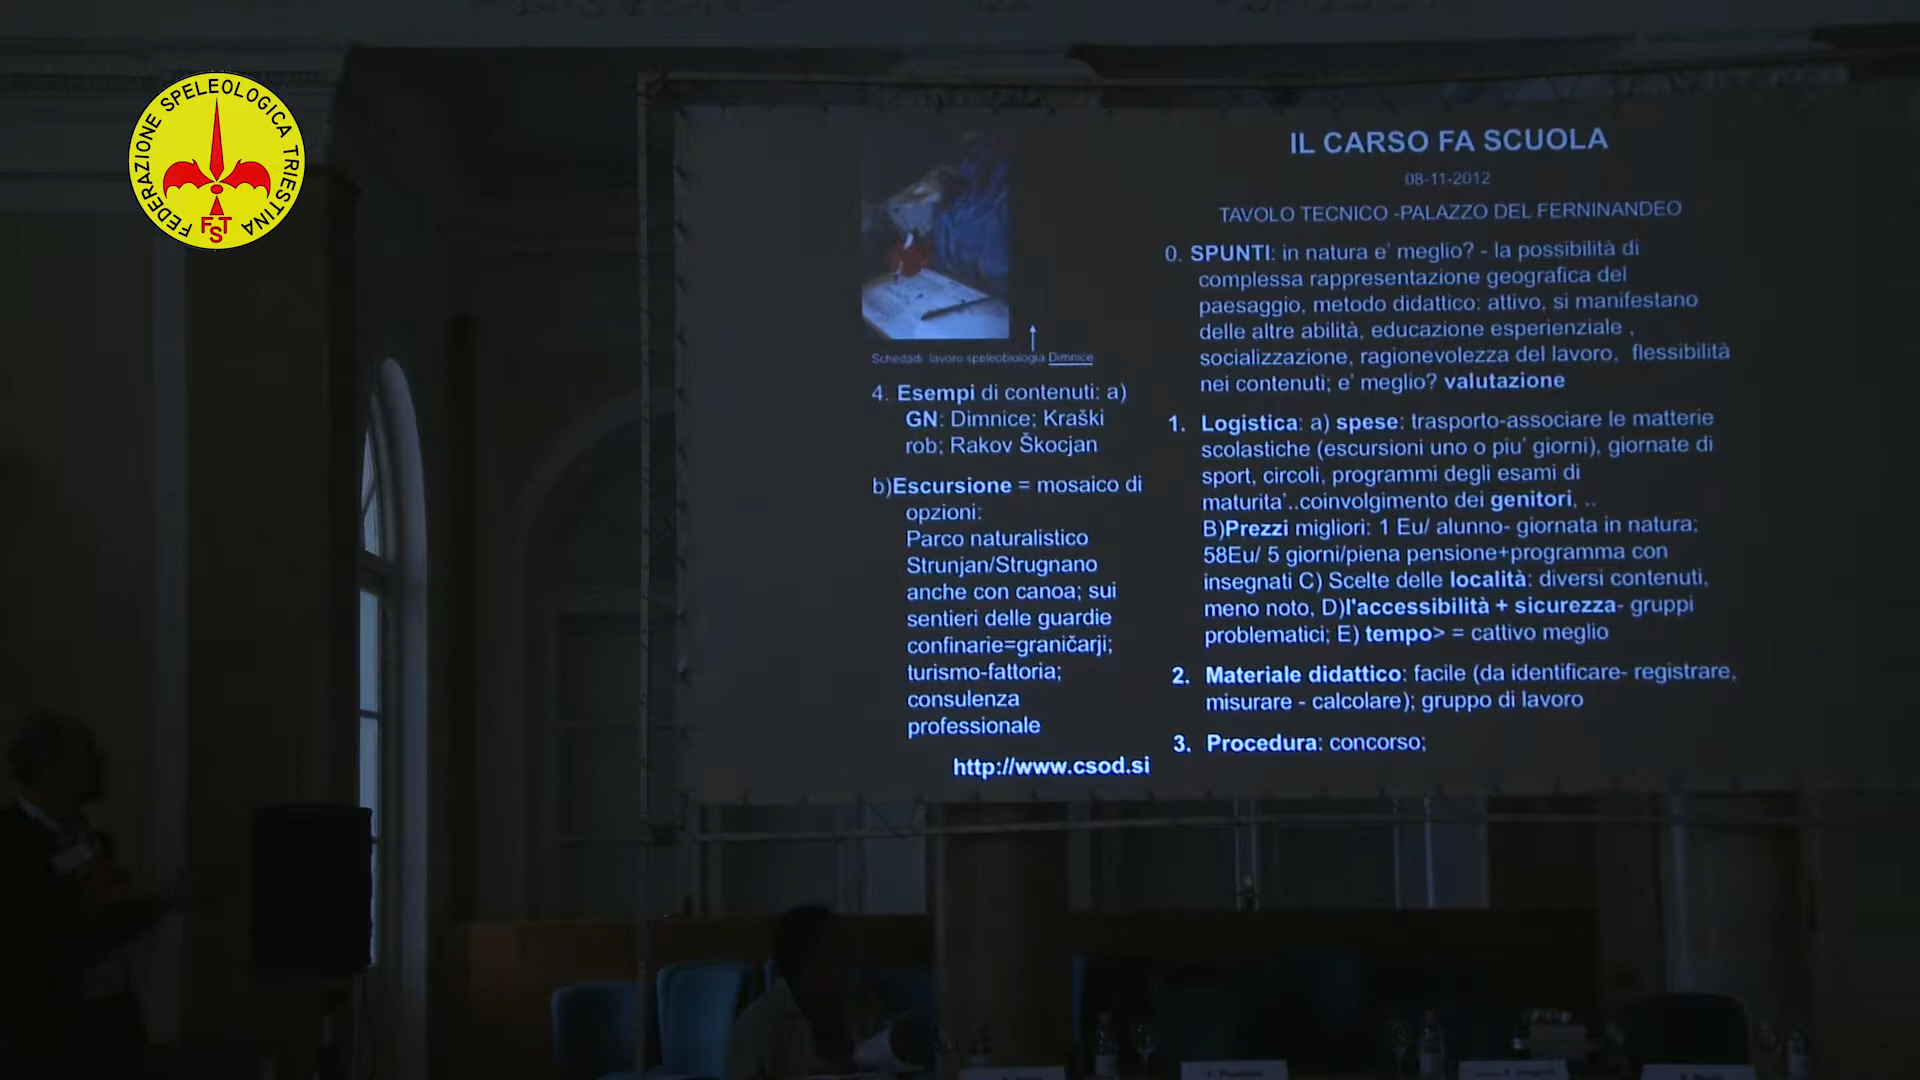 FEDERAZIONE SPELEOLOGICA TRIESTINA
FST
IL CARSO FA SCUOLA
08-11-2012
TAVOLO TECNICO -PALAZZO DEL FERNINANDEO
0. SPUNTI: in natura e' meglio? - la possibilità di
complessa rappresentazione geografica del
paesaggio, metodo didattico: attivo, si manifestano
delle altre abilità, educazione esperienziale ,
socializzazione, ragionevolezza del lavoro, flessibilità
nei contenuti; e' meglio? valutazione
1. Logistica: a) spese: trasporto-associare le matterie
scolastiche (escursioni uno o piu' giorni), giornate di
sport, circoli, programmi degli esami di
maturita'..coinvolgimento dei genitori, ..
B)Prezzi migliori: 1 Eu/ alunno- giornata in natura;
58Eu/ 5 giorni/piena pensione+programma con
insegnati C) Scelte delle località: diversi contenuti,
meno noto, D)l'accessibilità + sicurezza- gruppi
problematici; E) tempo> = cattivo meglio
2. Materiale didattico: facile (da identificare- registrare,
misurare - calcolare); gruppo di lavoro
3. Procedura: concorso;
Schedadi lavoro speleobiologia Dimnice
4. Esempi di contenuti: a)
GN: Dimnice; Kraški
rob; Rakov Škocjan
b)Escursione = mosaico di
opzioni:
Parco naturalistico
Strunjan/Strugnano
anche con canoa; sui
sentieri delle guardie
confinarie=graničarji;
turismo-fattoria;
consulenza
professionale
http://www.csod.si